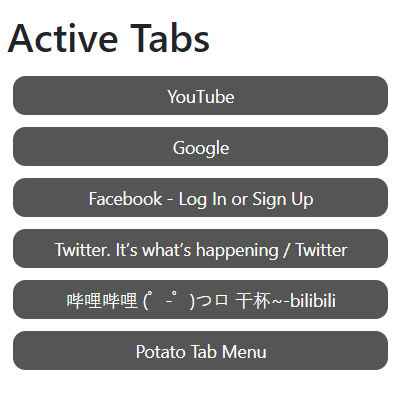 Active Tabs
YouTube
Google
Facebook - Log In or Sign Up
Twitter. It’s what’s happening / Twitter
哔哩哔哩 (゜-゜)つロ 干杯~-bilibili
Potato Tab Menu